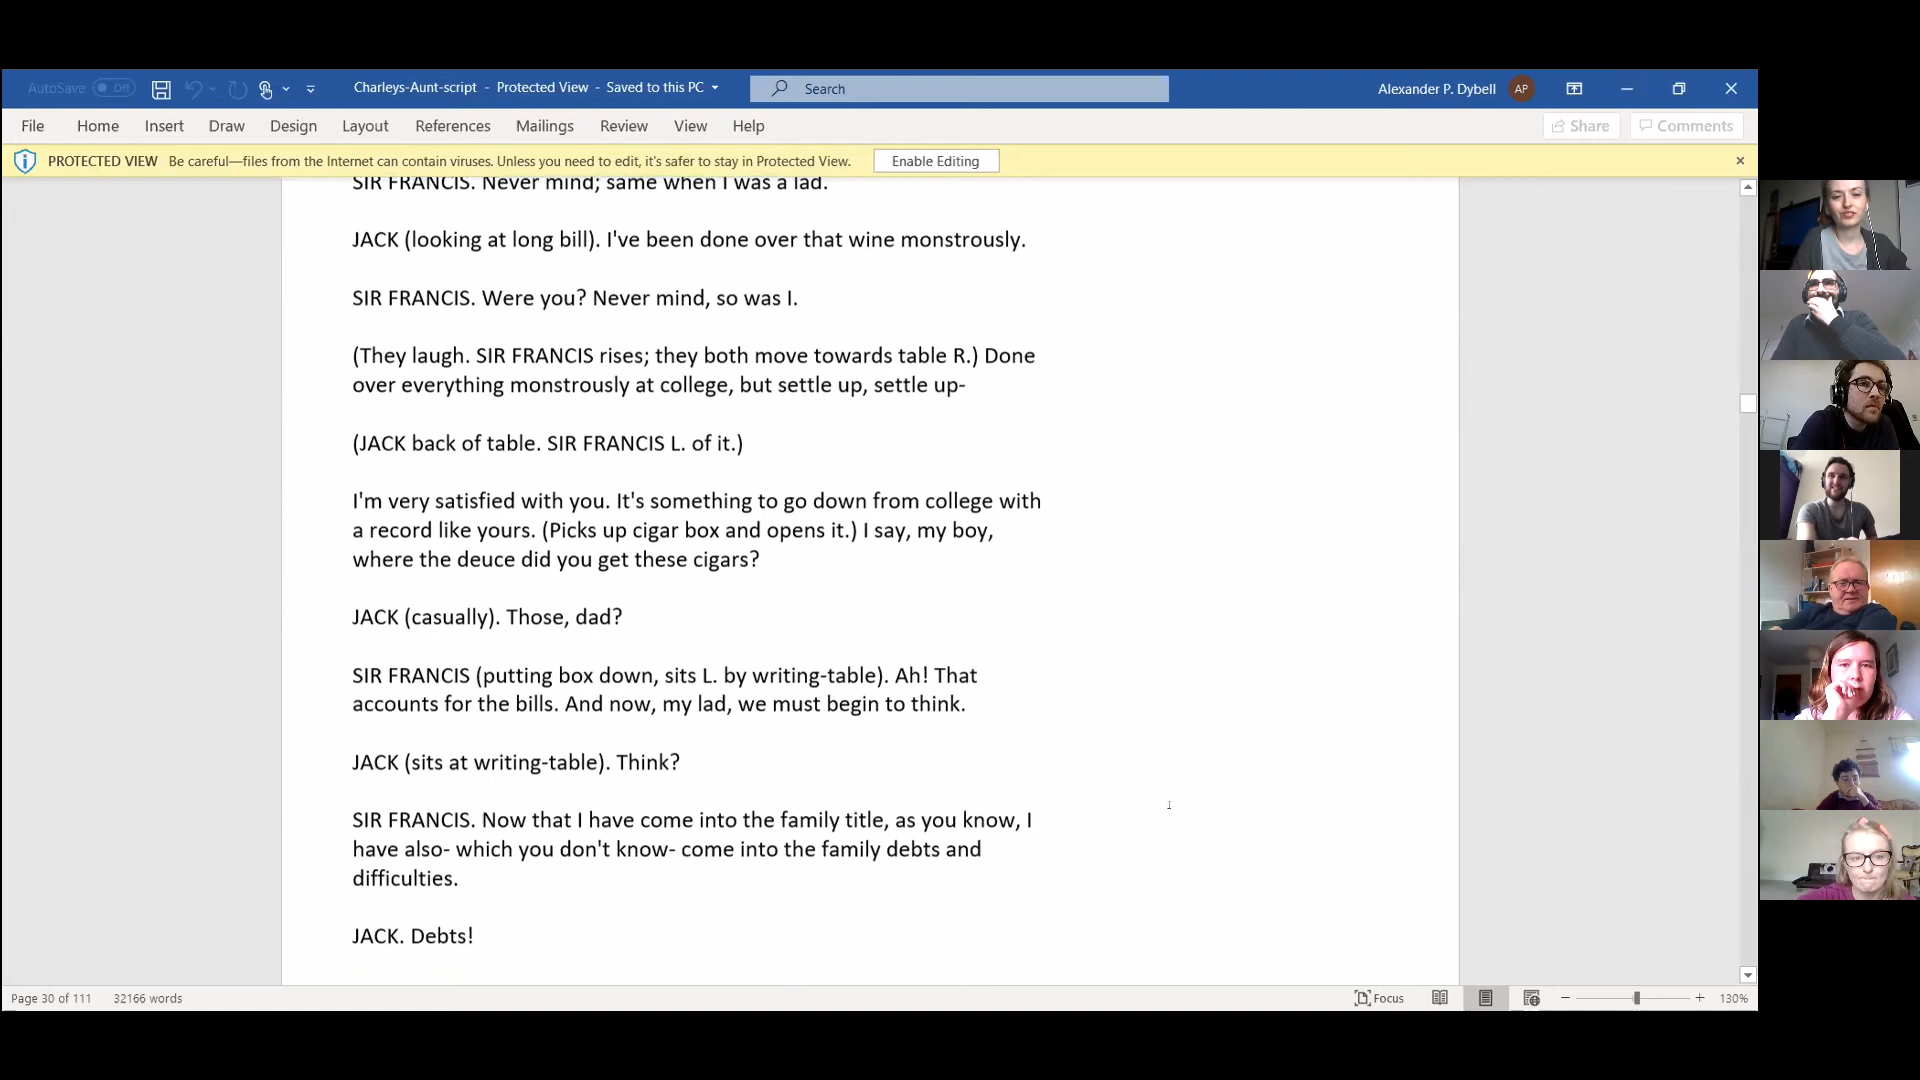 AutoSave Off Charleys-Aunt-script - Protected View - Saved to this PC Search Alexander P. Dybell AP
File Home Insert Draw Design Layout References Mailings Review View Help Share Comments
PROTECTED VIEW Be careful—files from the Internet can contain viruses. Unless you need to edit, it's safer to stay in Protected View. Enable Editing
SIR FRANCIS. Never mind; same when I was a lad.
JACK (looking at long bill). I've been done over that wine monstrously.
SIR FRANCIS. Were you? Never mind, so was I.
(They laugh. SIR FRANCIS rises; they both move towards table R.) Done
over everything monstrously at college, but settle up, settle up-
(JACK back of table. SIR FRANCIS L. of it.)
I'm very satisfied with you. It's something to go down from college with
a record like yours. (Picks up cigar box and opens it.) I say, my boy,
where the deuce did you get these cigars?
JACK (casually). Those, dad?
SIR FRANCIS (putting box down, sits L. by writing-table). Ah! That
accounts for the bills. And now, my lad, we must begin to think.
JACK (sits at writing-table). Think?
SIR FRANCIS. Now that I have come into the family title, as you know, I
have also- which you don't know- come into the family debts and
difficulties.
JACK. Debts!
Page 30 of 111 32166 words Focus 130%